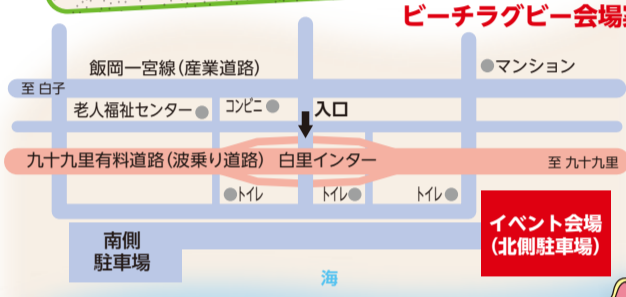 ビーチラグビー会場
飯岡一宮線(産業道路)
マンション
至 白子
老人福祉センター
コンビニ
入口
九十九里有料道路(波乗り道路)
白里インター
至 九十九里
トイレ
トイレ
トイレ
イベント会場
(北側駐車場)
南側
駐車場
海